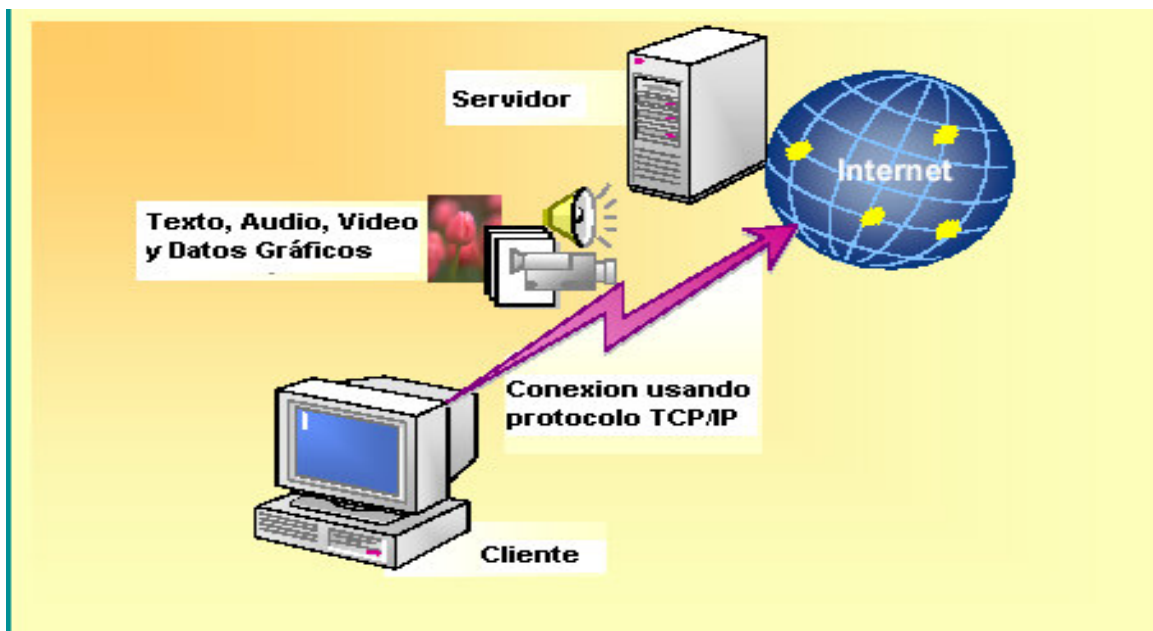 Servidor
Internet
Texto, Audio, Video
y Datos Gráficos
Conexion usando
protocolo TCP/IP
Cliente